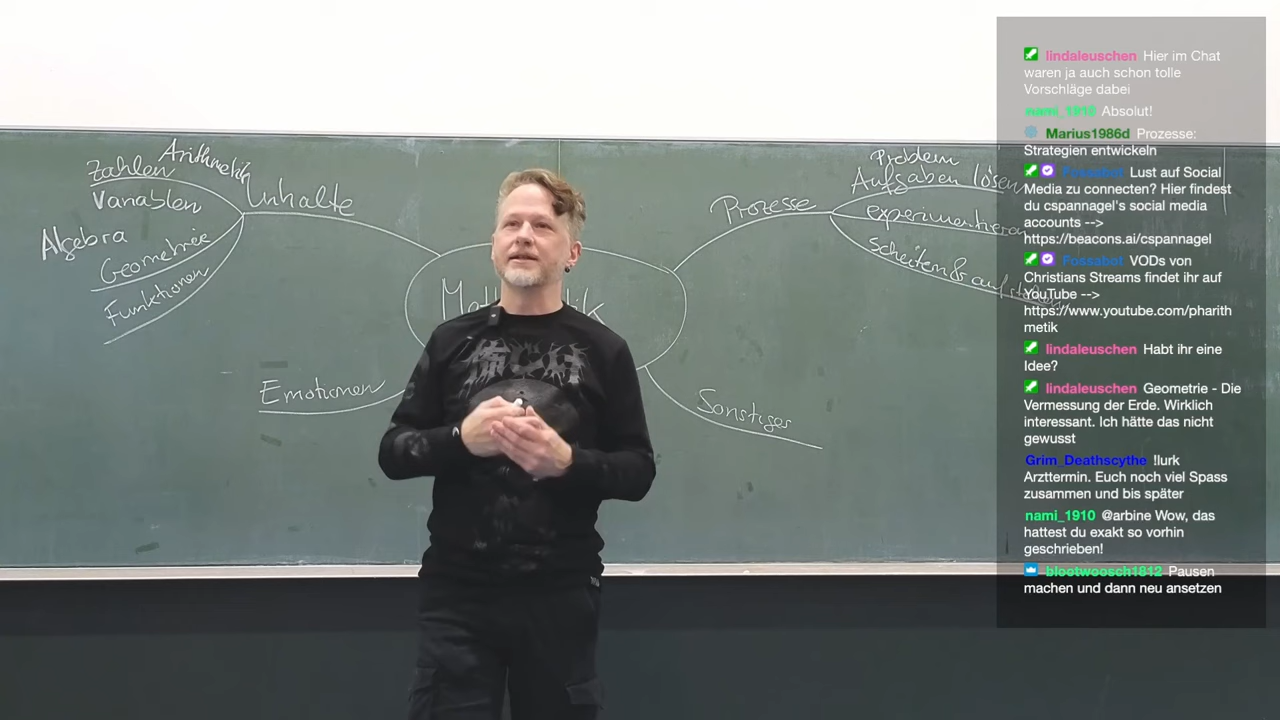 Arithmetik
Zahlen
Variablen
Algebra
Geometrie
Funktionen
Inhalte
Emotionen
Prozesse
Problem
Aufgaben lösen
experimentieren
scheitern &
Sonstiges
lindaleuschen Hier im Chat
waren ja auch schon tolle
Vorschläge dabei
nami_1910 Absolut!
Marius1986d Prozesse:
Strategien entwickeln
Fossabot Lust auf Social
Media zu connecten? Hier findest
du cspannagel's social media
accounts -->
https://beacons.ai/cspannagel
Fossabot VODs von
Christians Streams findet ihr auf
YouTube -->
https://www.youtube.com/pharith
metik
lindaleuschen Habt ihr eine
Idee?
lindaleuschen Geometrie - Die
Vermessung der Erde. Wirklich
interessant. Ich hätte das nicht
gewusst
Grim_Deathscythe !lurk
Arzttermin. Euch noch viel Spass
zusammen und bis später
nami_1910 @arbine Wow, das
hattest du exakt so vorhin
geschrieben!
blootwoosch1812 Pausen
machen und dann neu ansetzen